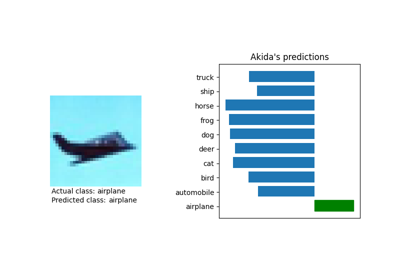 Akida's predictions
truck
ship
horse
frog
dog
deer
cat
bird
automobile
airplane
Actual class: airplane
Predicted class: airplane